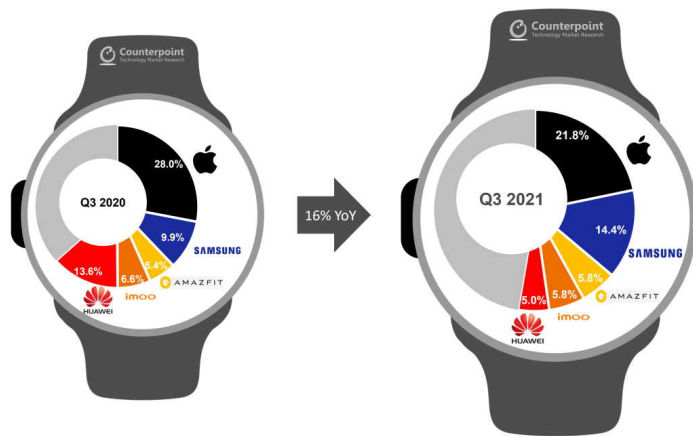 Counterpoint
Technology Market Research
28.0%
Q3 2020
9.9%
SAMSUNG
5.4%
AMAZFIT
6.6%
imoo
13.6%
HUAWEI
16% YoY
Counterpoint
Technology Market Research
21.8%
Q3 2021
14.4%
SAMSUNG
5.8%
AMAZFIT
5.8%
imoo
5.0%
HUAWEI